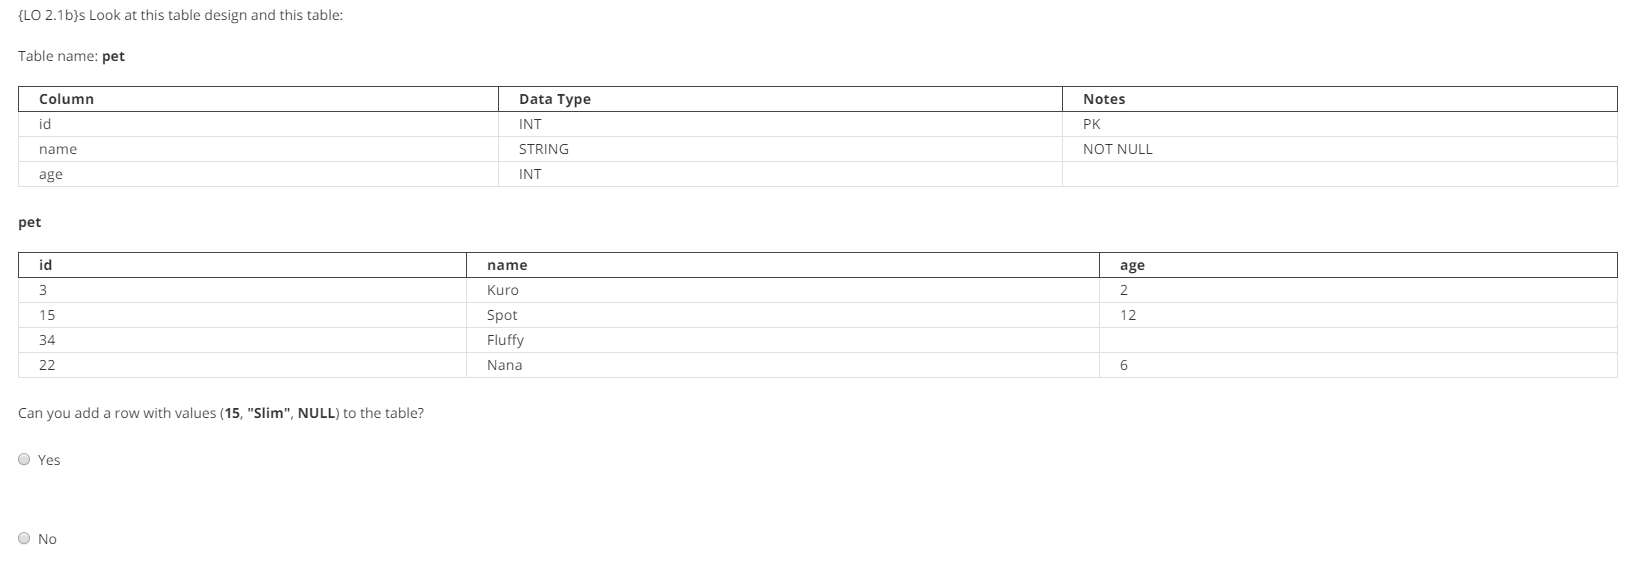 {LO 2.1b}s Look at this table design and this table:
Table name: pet
Column Data Type Notes
id INT PK
name STRING NOT NULL
age INT
pet
id name age
3 Kuro 2
15 Spot 12
34 Fluffy
22 Nana 6
Can you add a row with values (15, "Slim", NULL) to the table?
Yes
No